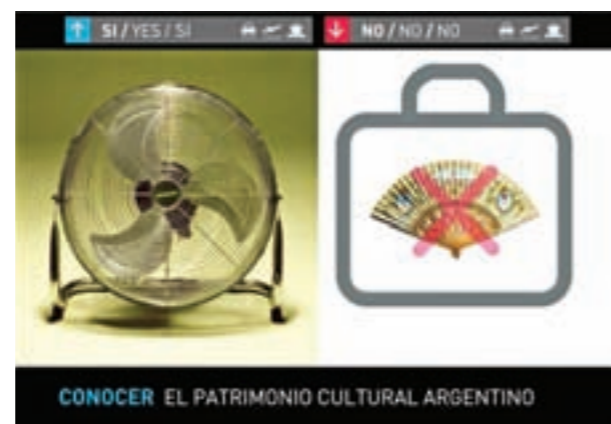 SI / YES / SI
NO / NO / NO
CONOCER EL PATRIMONIO CULTURAL ARGENTINO